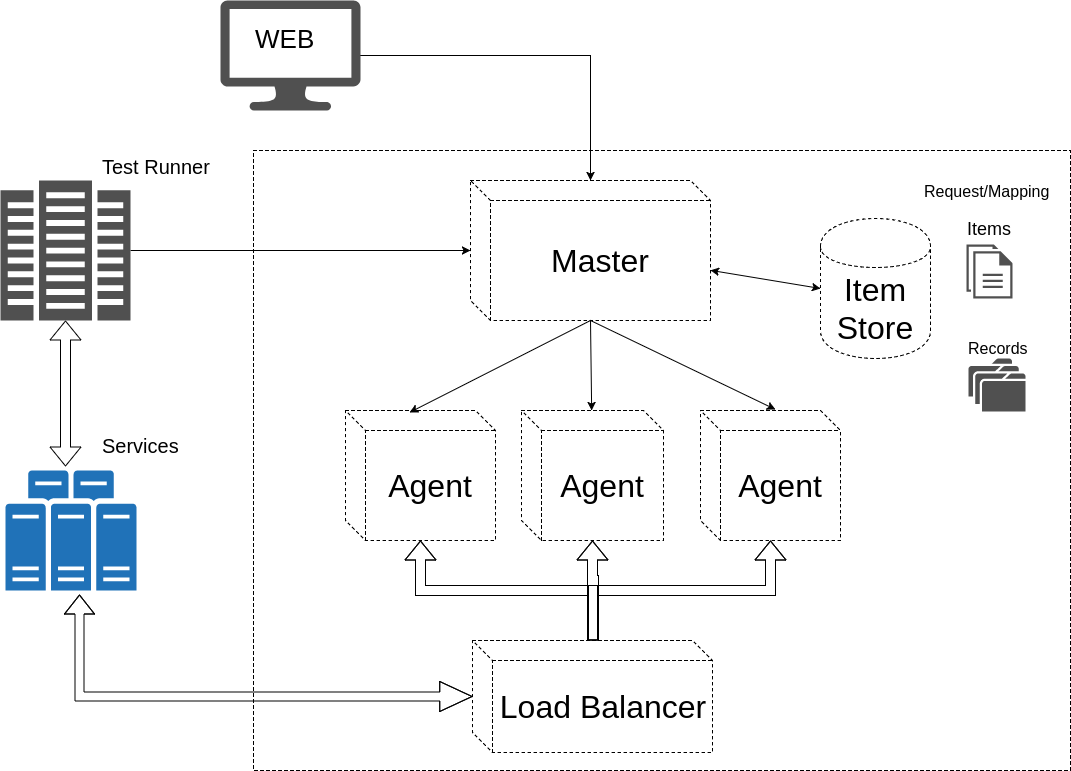 WEB
Test Runner
Request/Mapping
Items
Master
Item
Store
Records
Services
Agent
Agent
Agent
Load Balancer